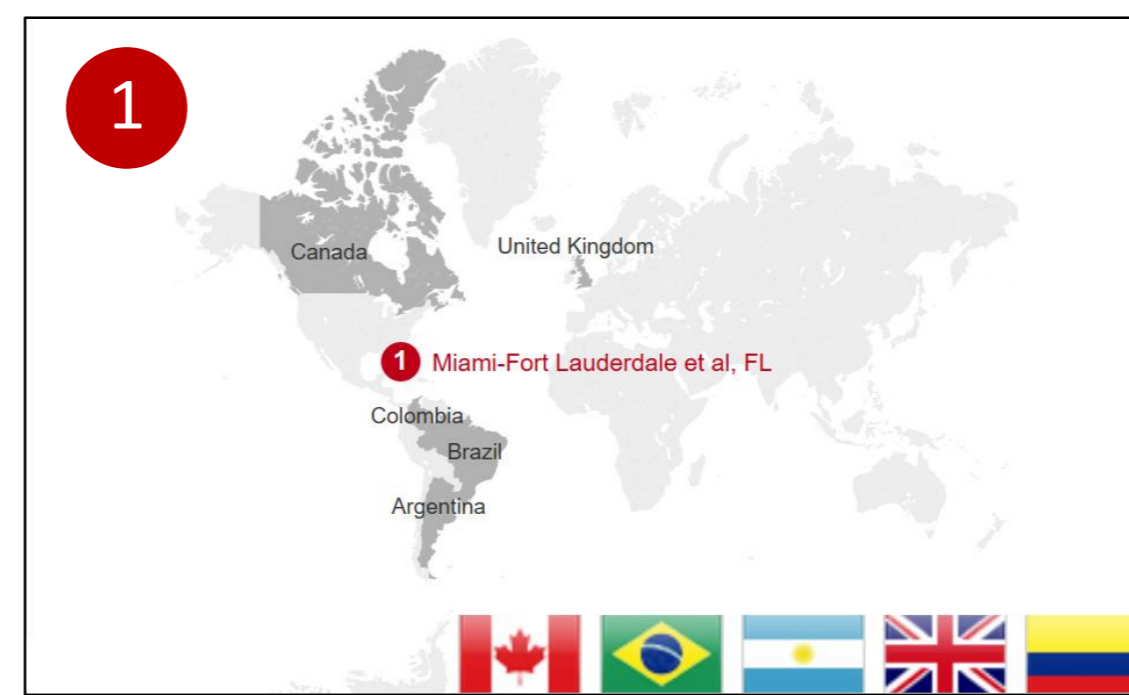 1
Canada
United Kingdom
1 Miami-Fort Lauderdale et al, FL
Colombia
Brazil
Argentina